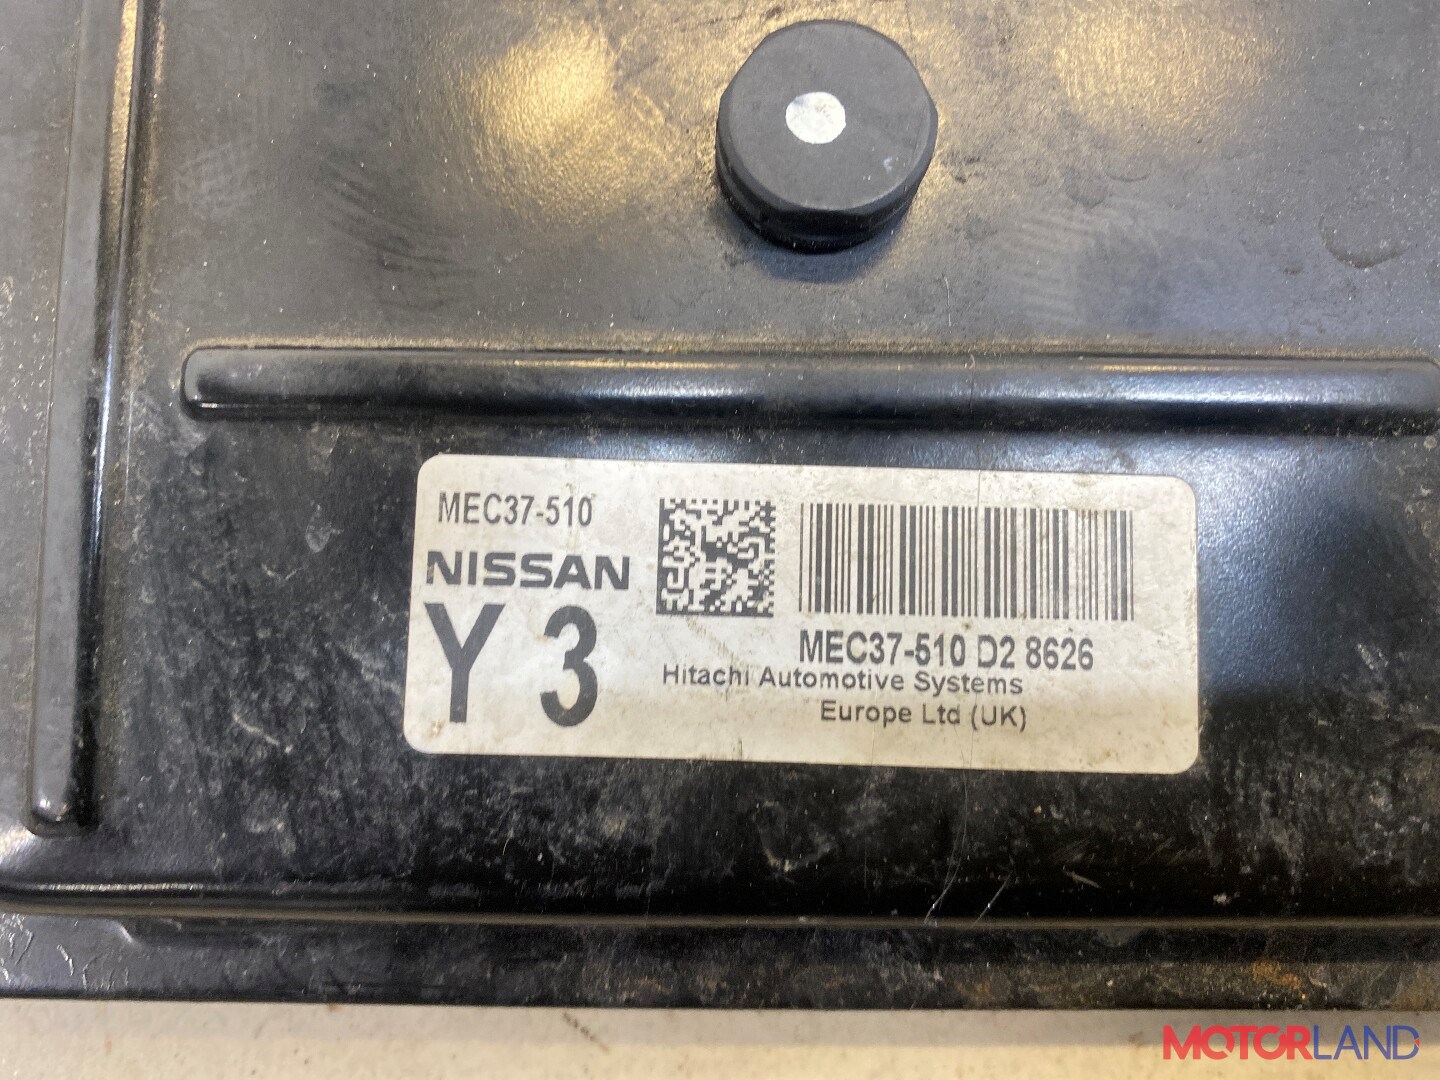 MEC37-510
NISSAN
Y 3
MEC37-510 D2 8626
Hitachi Automotive Systems
Europe Ltd (UK)
MOTORLAND